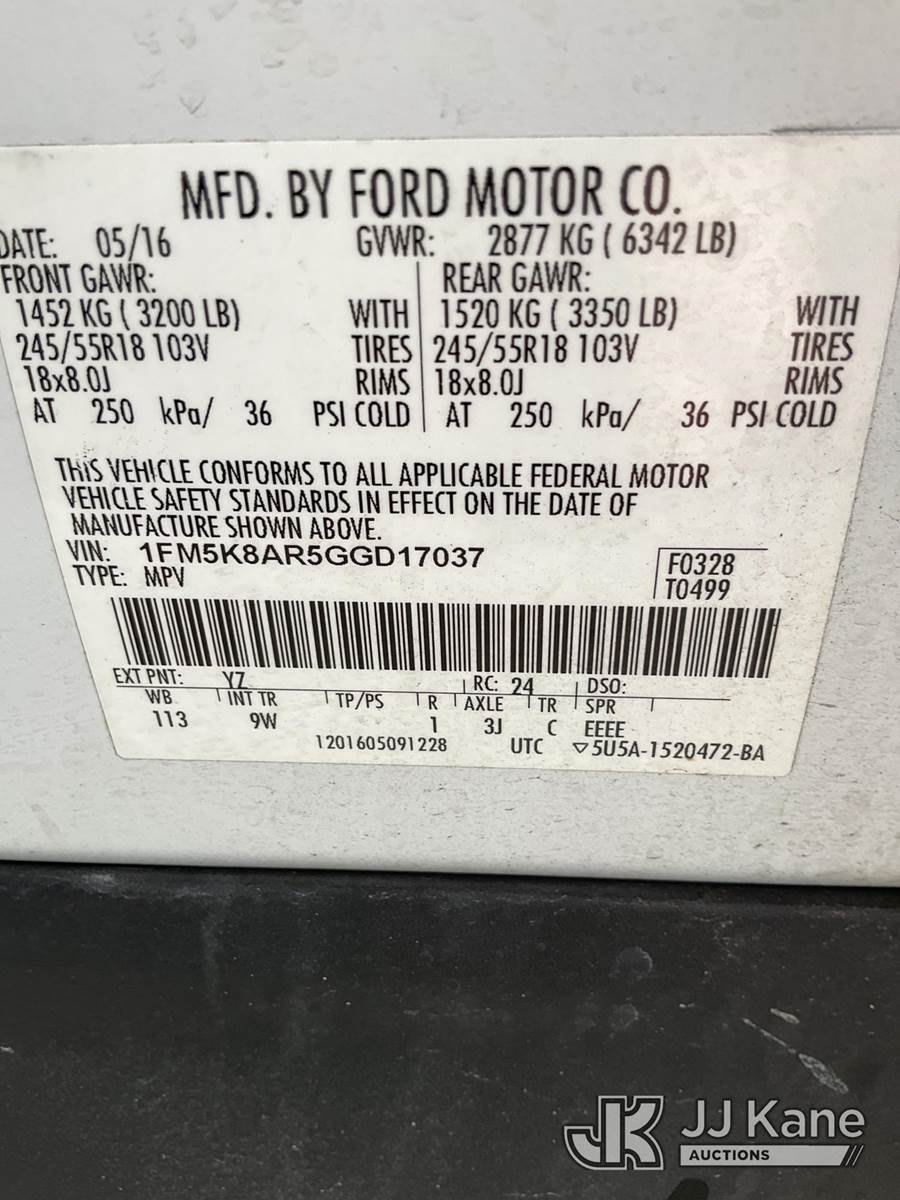 MFD. BY FORD MOTOR CO.
DATE: 05/16 GVWR: 2877 KG ( 6342 LB)
FRONT GAWR: REAR GAWR:
1452 KG ( 3200 LB) WITH 1520 KG ( 3350 LB) WITH
245/55R18 103V TIRES 245/55R18 103V TIRES
18x8.0J RIMS 18x8.0J RIMS
AT 250 kPa/ 36 PSI COLD AT 250 kPa/ 36 PSI COLD
THIS VEHICLE CONFORMS TO ALL APPLICABLE FEDERAL MOTOR
VEHICLE SAFETY STANDARDS IN EFFECT ON THE DATE OF
MANUFACTURE SHOWN ABOVE.
VIN: 1FM5K8AR5GGD17037 F0328
TYPE: MPV T0499
EXT PNT: YZ RC: 24 DSO:
WB INT TR TP/PS R AXLE TR SPR
113 9W 1 3J C EEEE
1201605091228 UTC ▽5U5A-1520472-BA
JK JJ Kane
AUCTIONS